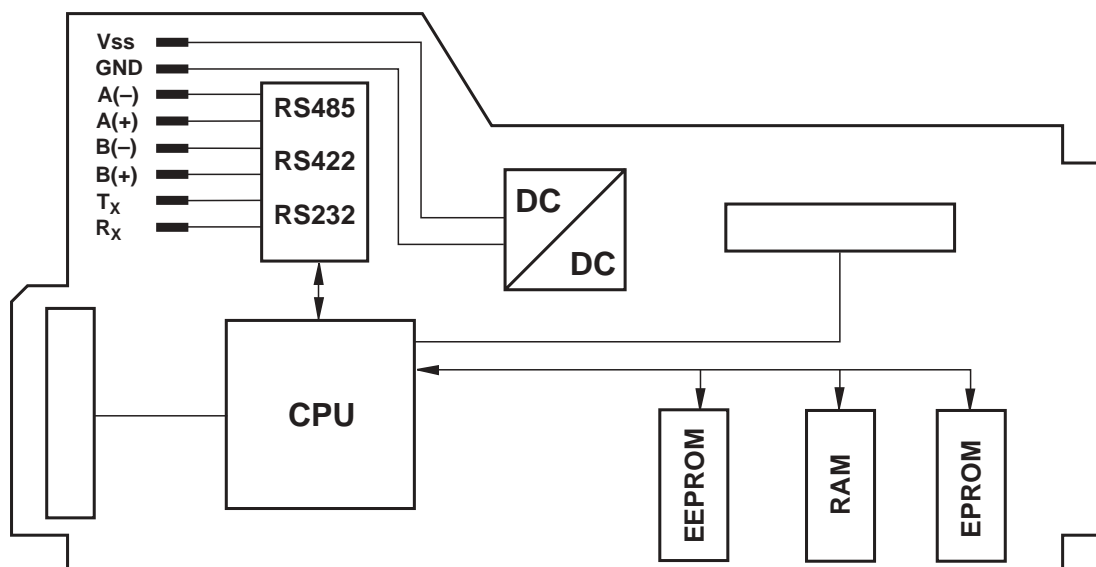 Vss
GND
A(–)
A(+)
B(–)
B(+)
TX
RX
RS485
RS422
RS232
DC
DC
CPU
EEPROM
RAM
EPROM